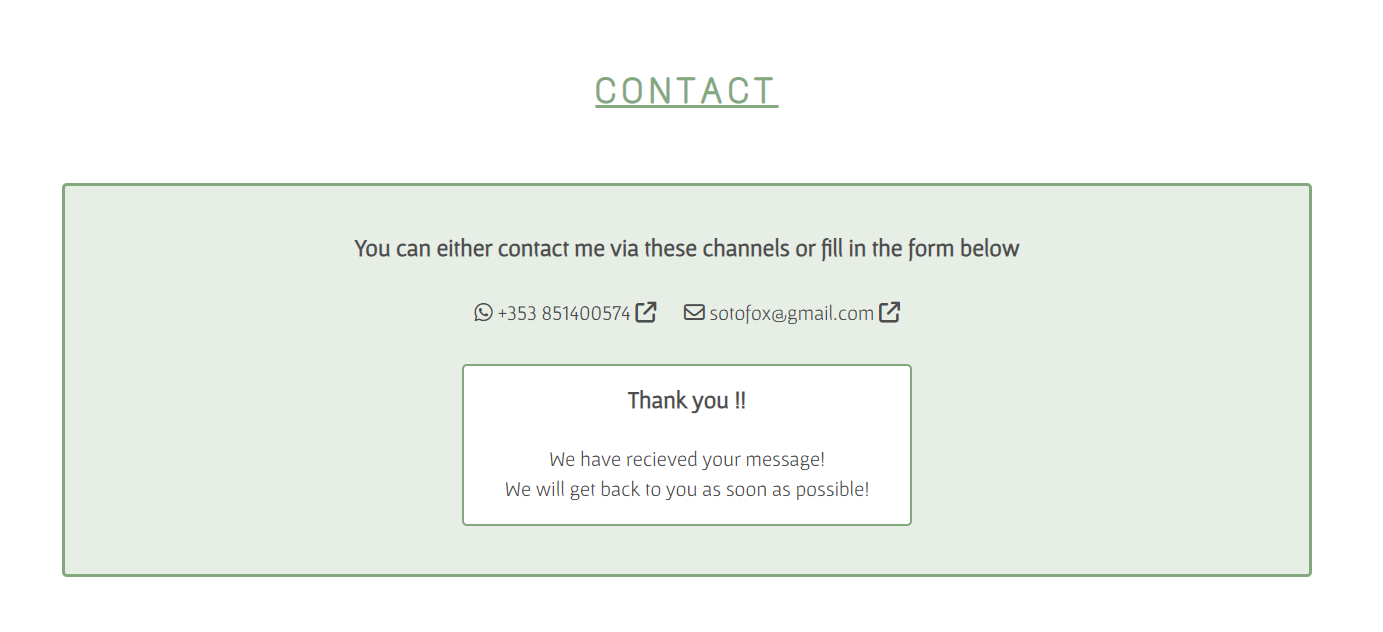 CONTACT
You can either contact me via these channels or fill in the form below
+353 851400574 sotofox@gmail.com
Thank you !!
We have recieved your message!
We will get back to you as soon as possible!